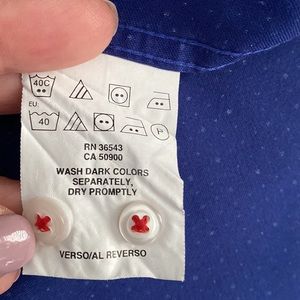 40C
EU:
40 P
RN 36543
CA 50900
WASH DARK COLORS
SEPARATELY,
DRY PROMPTLY
VERSO/AL REVERSO